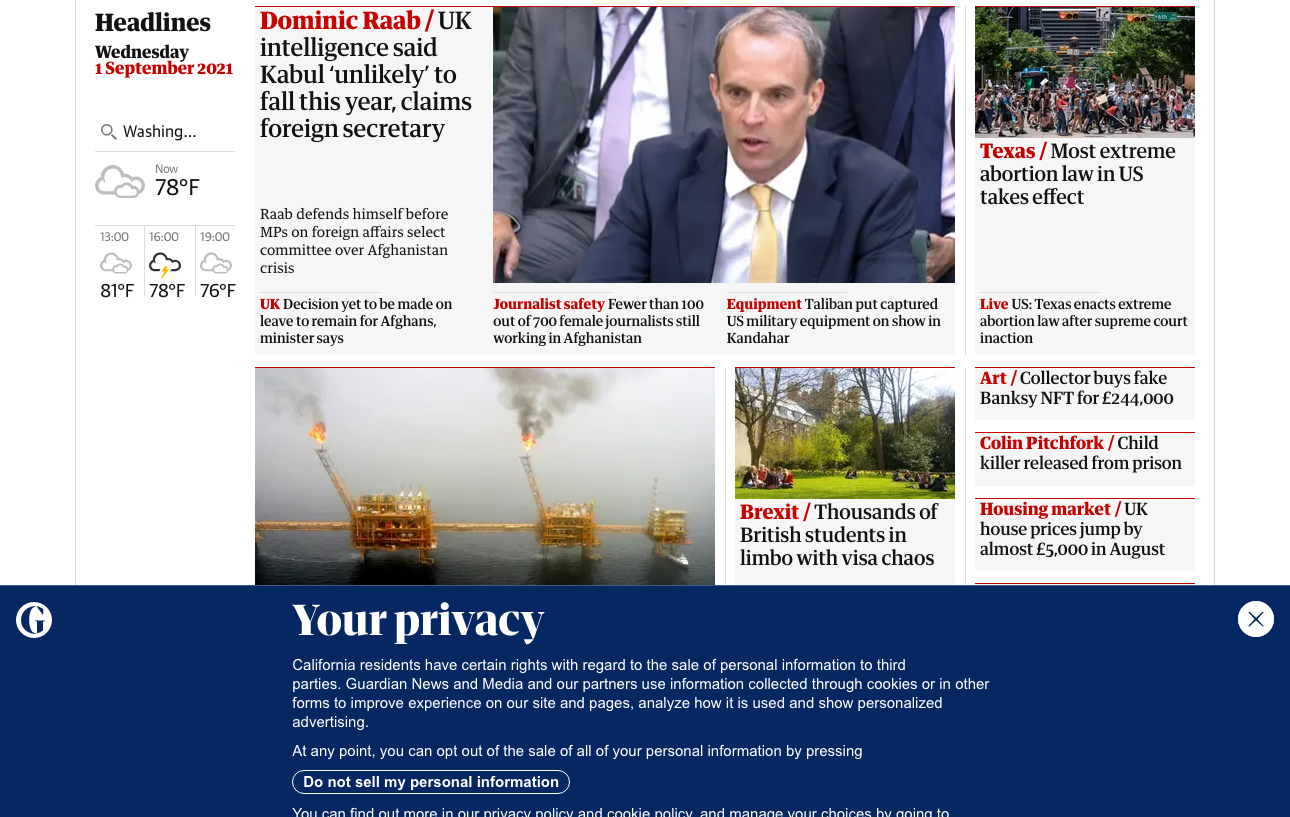 Headlines
Wednesday
1 September 2021
Washing...
Now
78°F
13:00
16:00
19:00
81°F
78°F
76°F
Dominic Raab / UK
intelligence said
Kabul ‘unlikely’ to
fall this year, claims
foreign secretary
Raab defends himself before
MPs on foreign affairs select
committee over Afghanistan
crisis
UK Decision yet to be made on
leave to remain for Afghans,
minister says
Journalist safety Fewer than 100
out of 700 female journalists still
working in Afghanistan
Equipment Taliban put captured
US military equipment on show in
Kandahar
Texas / Most extreme
abortion law in US
takes effect
Live US: Texas enacts extreme
abortion law after supreme court
inaction
Brexit / Thousands of
British students in
limbo with visa chaos
Art / Collector buys fake
Banksy NFT for £244,000
Colin Pitchfork / Child
killer released from prison
Housing market / UK
house prices jump by
almost £5,000 in August
Your privacy
California residents have certain rights with regard to the sale of personal information to third
parties. Guardian News and Media and our partners use information collected through cookies or in other
forms to improve experience on our site and pages, analyze how it is used and show personalized
advertising.
At any point, you can opt out of the sale of all of your personal information by pressing
Do not sell my personal information
You can find out more in our privacy policy and cookie policy, and manage your choices by going to